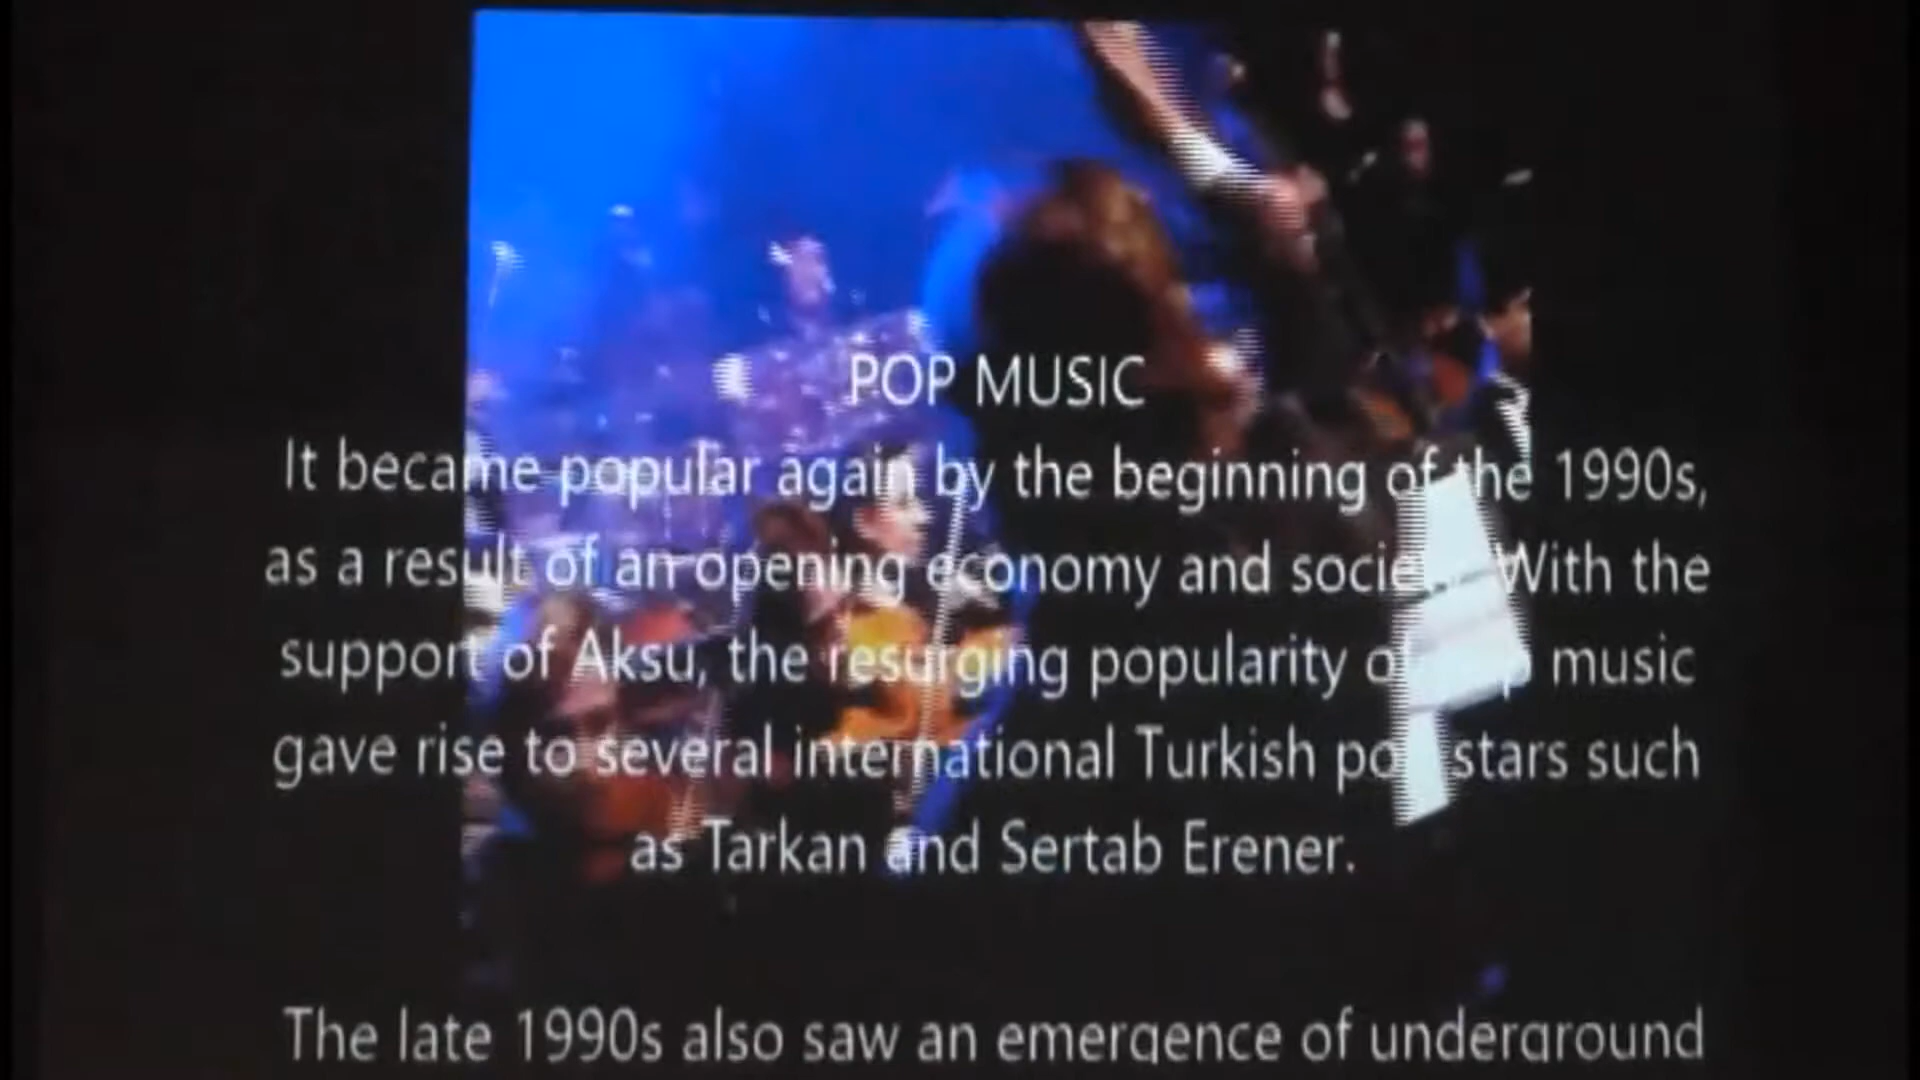 POP MUSIC
It became popular again by the beginning of the 1990s,
as a result of an opening economy and With the
support of Aksu, the resurging popularity of music
gave rise to several international Turkish pop stars such
as Tarkan and Sertab Erener.
The late 1990s also saw an emergence of underground